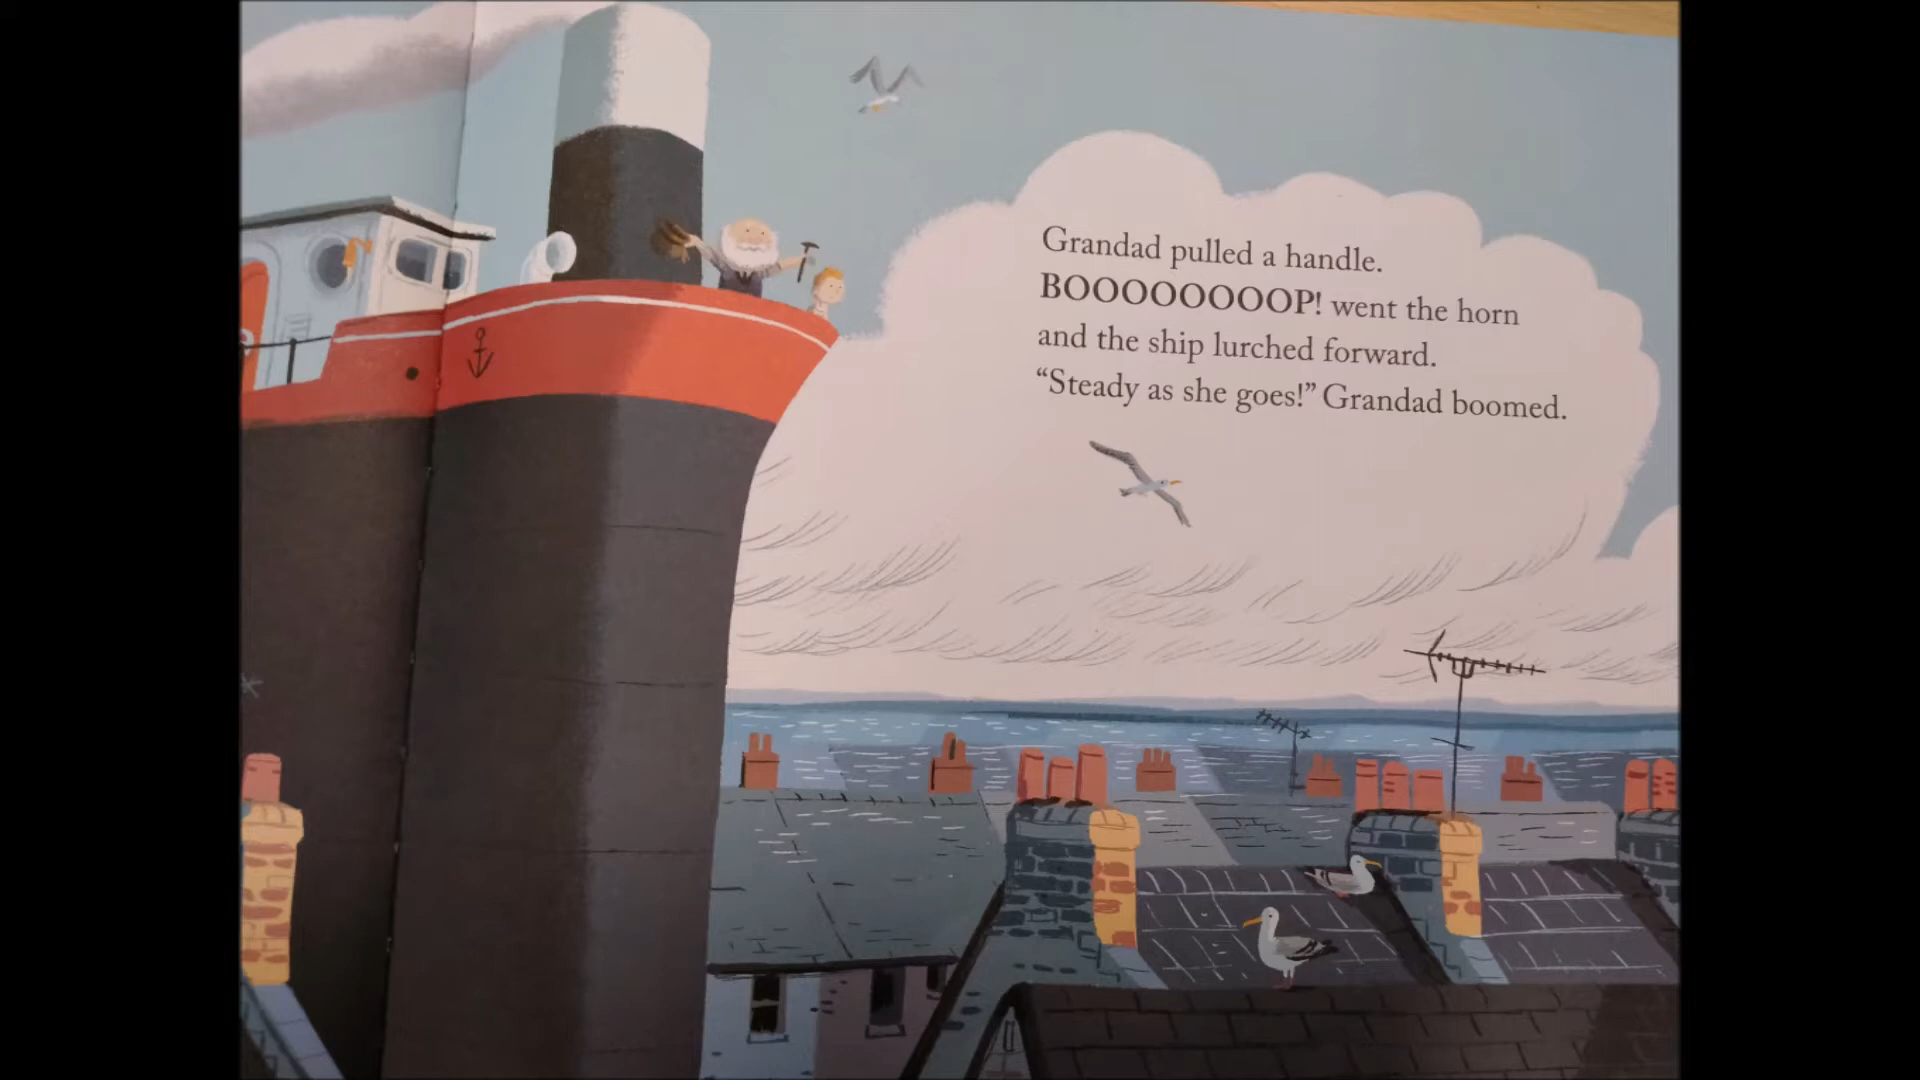 Grandad pulled a handle.
BOOOOOOOOP! went the horn
and the ship lurched forward.
“Steady as she goes!” Grandad boomed.